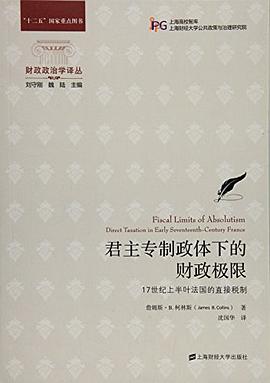 "十二五"国家重点图书
财政政治学译丛
刘守刚 魏 陆 主编
IPG
上海高校智库
上海财经大学公共政策与治理研究院
Fiscal Limits of Absolutism
Direct Taxation in Early Seventeenth-Century France
君主专制政体下的
财政极限
17世纪上半叶法国的直接税制
詹姆斯·B.柯林斯 (James B. Collins) 著
沈国华 译
上海财经大学出版社